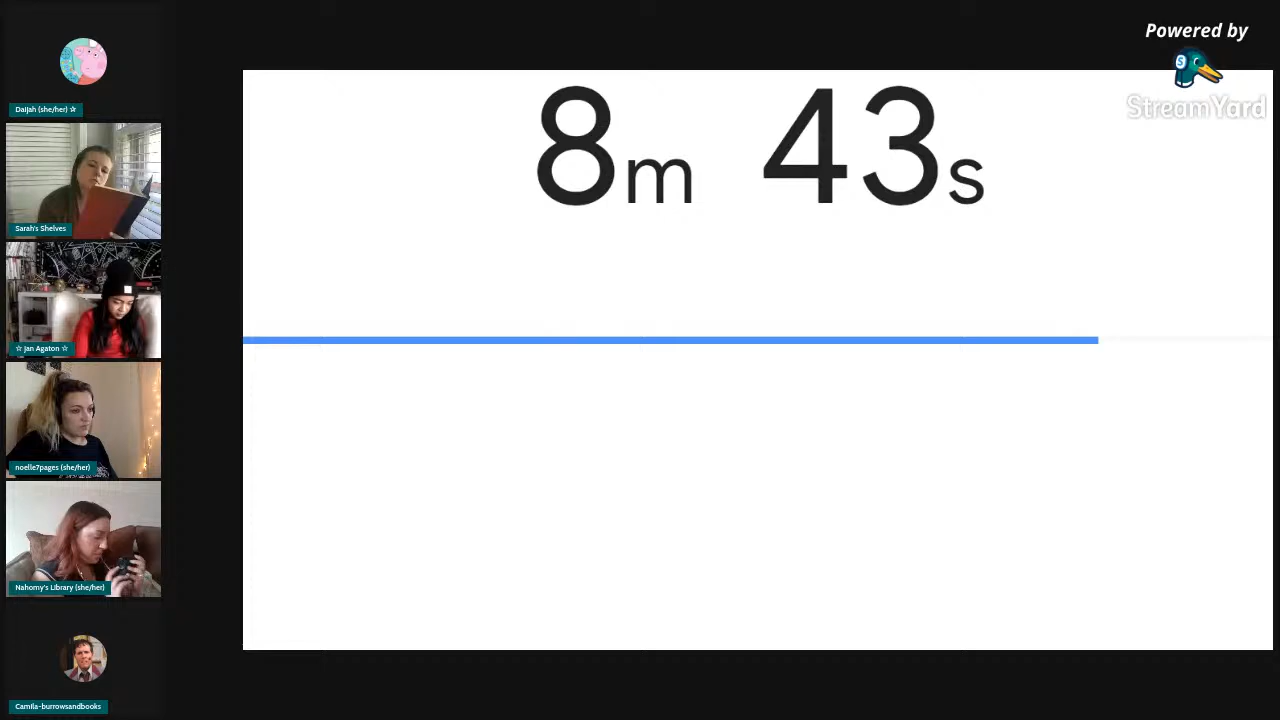 Powered by
StreamYard
8m 43s
Daijah (she/her) ☆
Sarah's Shelves
☆ Jan Agaton ☆
noelle7pages (she/her)
Nahomy's Library (she/her)
Camila-burrowsandbooks